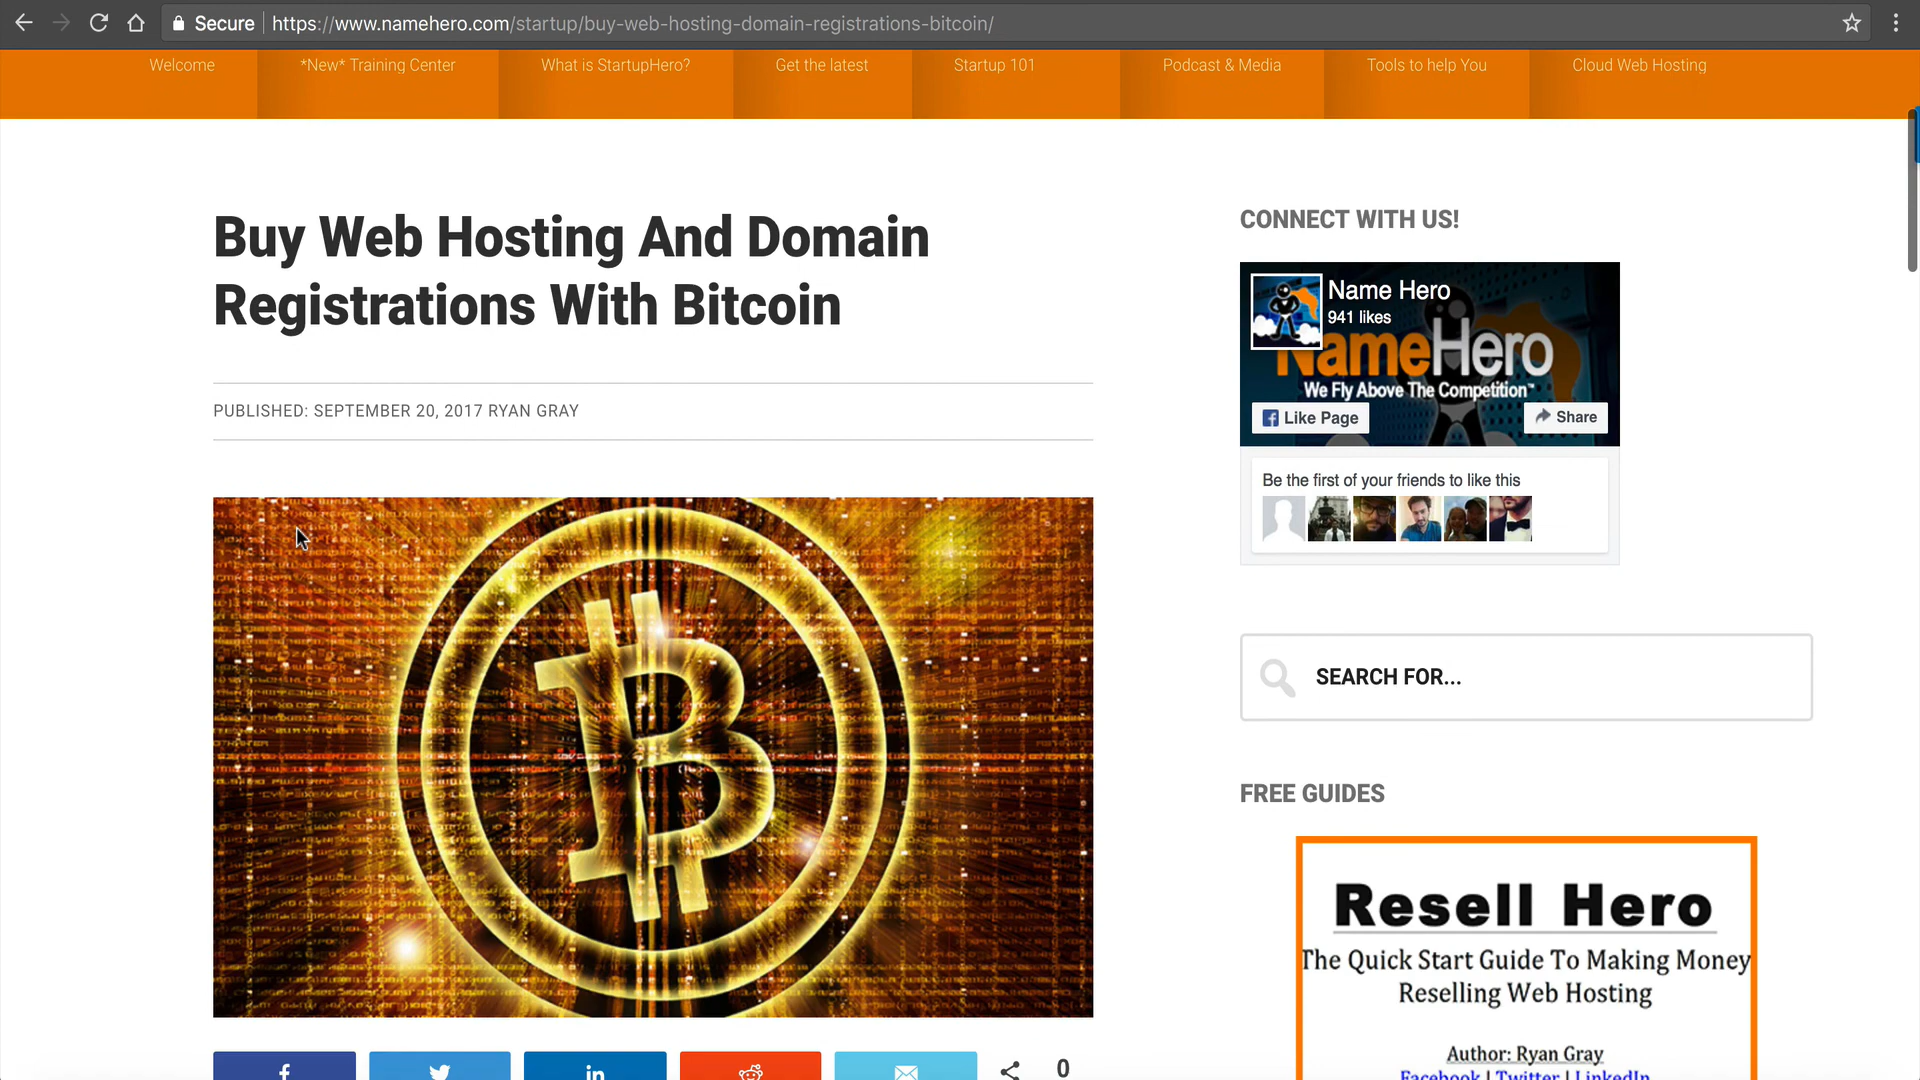 Secure https://www.namehero.com/startup/buy-web-hosting-domain-registrations-bitcoin/
Welcome *New* Training Center What is StartupHero? Get the latest Startup 101 Podcast & Media Tools to help You Cloud Web Hosting
Buy Web Hosting And Domain
Registrations With Bitcoin
PUBLISHED: SEPTEMBER 20, 2017 RYAN GRAY
0
CONNECT WITH US!
Name Hero
941 likes
NameHero
We Fly Above The Competition™
Like Page Share
Be the first of your friends to like this
SEARCH FOR...
FREE GUIDES
Resell Hero
The Quick Start Guide To Making Money
Reselling Web Hosting
Author: Ryan Gray
Facebook | Twitter | LinkedIn